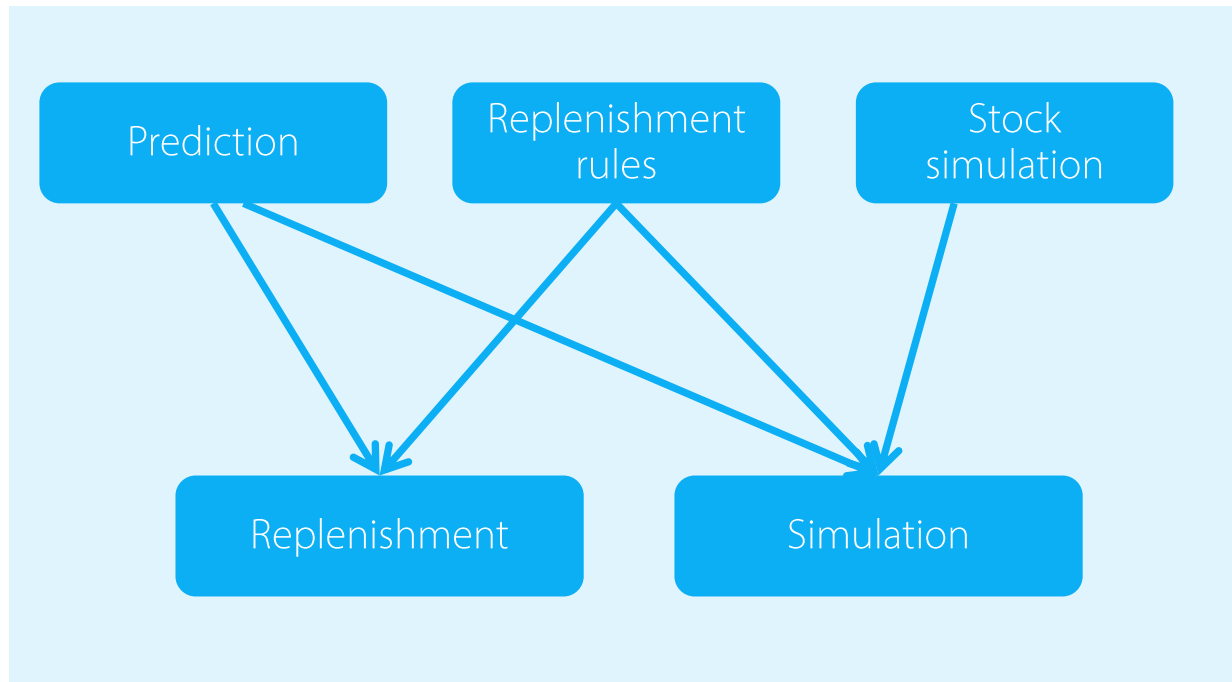 Prediction
Replenishment
rules
Stock
simulation
Replenishment
Simulation